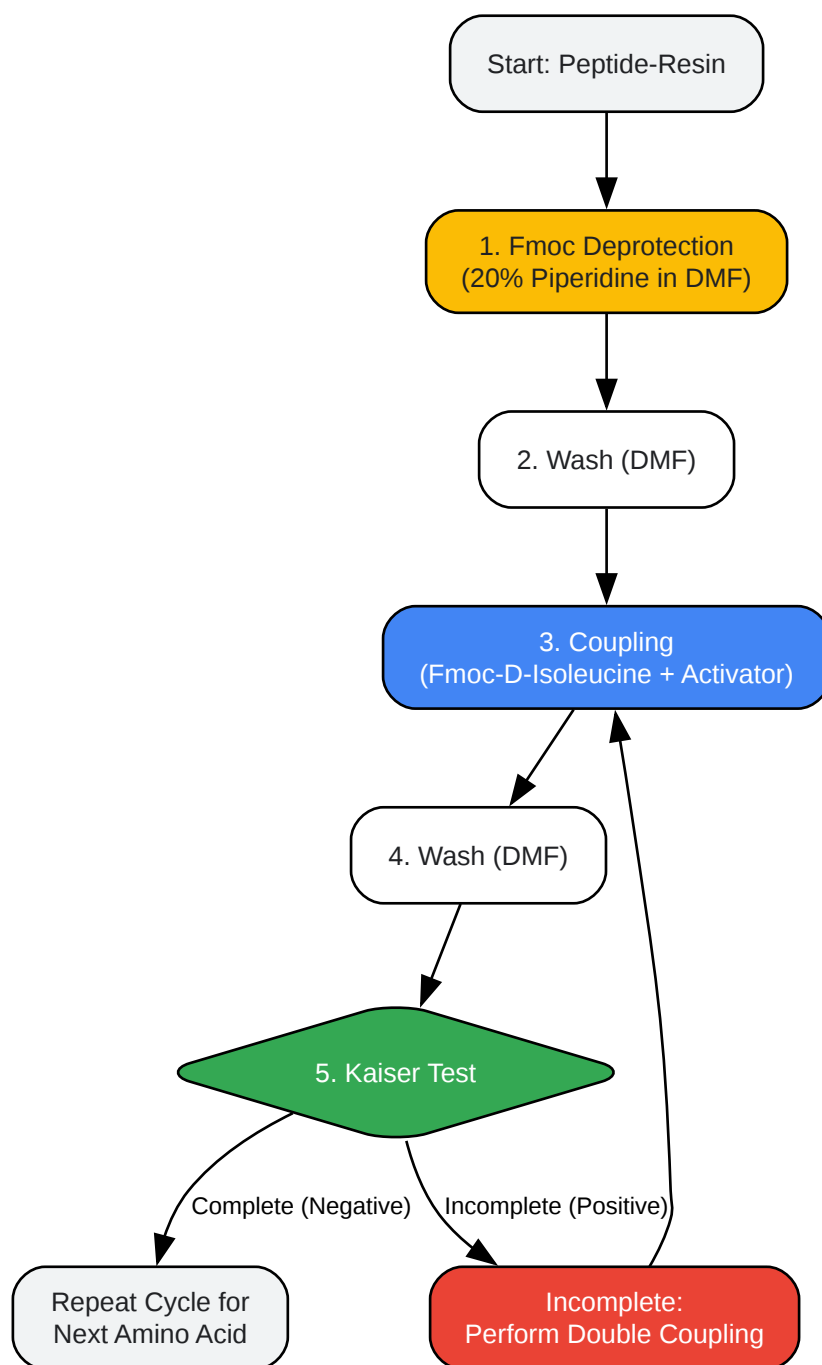 Start: Peptide-Resin
1. Fmoc Deprotection
(20% Piperidine in DMF)
2. Wash (DMF)
3. Coupling
(Fmoc-D-Isoleucine + Activator)
4. Wash (DMF)
5. Kaiser Test
Complete (Negative)
Incomplete (Positive)
Repeat Cycle for
Next Amino Acid
Incomplete:
Perform Double Coupling